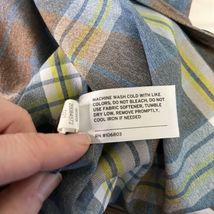 MACHINE WASH COLD WITH LIKE
COLORS, DO NOT BLEACH, DO NOT
USE FABRIC SOFTENER, TUMBLE
DRY LOW, REMOVE PROMPTLY,
COOL IRON IF NEEDED
RN #106803